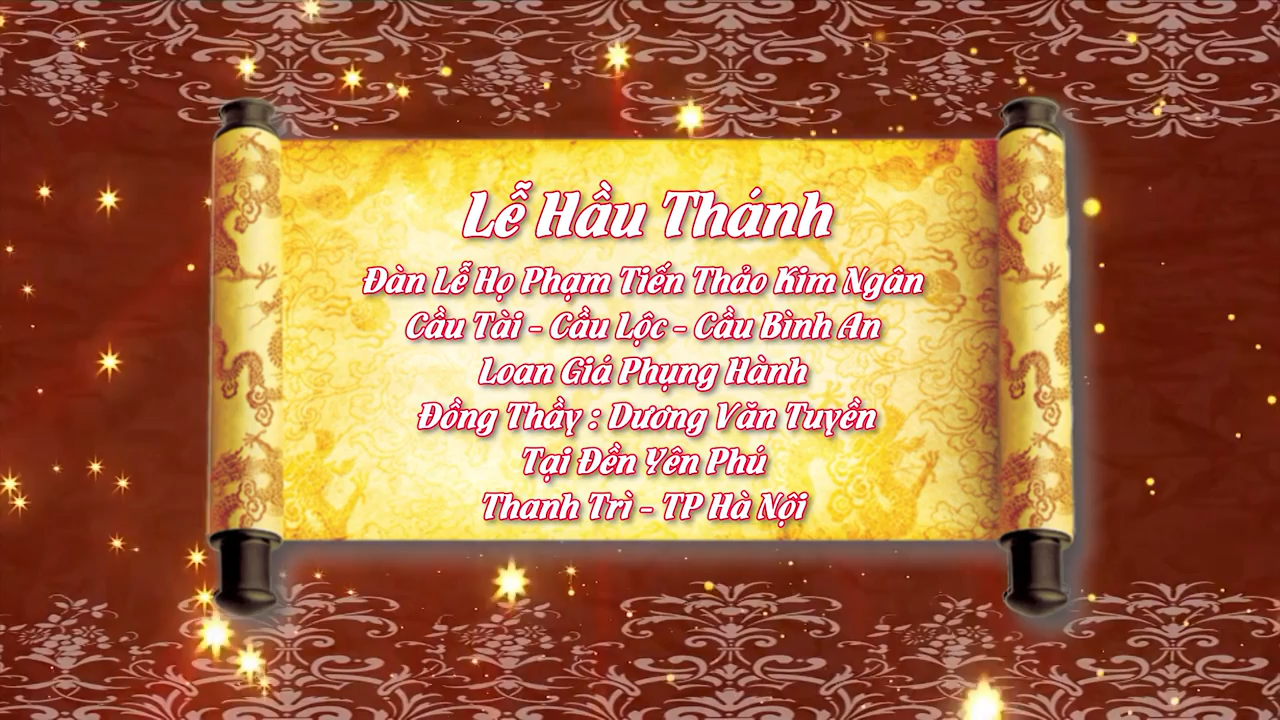 Lễ Hầu Thánh
Đàn Lễ Họ Phạm Tiến Thảo Kim Ngân
Cầu Tài - Cầu Lộc - Cầu Bình An
Loan Giá Phụng Hành
Đồng Thầy : Dương Văn Tuyền
Tại Đền Yên Phú
Thanh Trì - TP Hà Nội